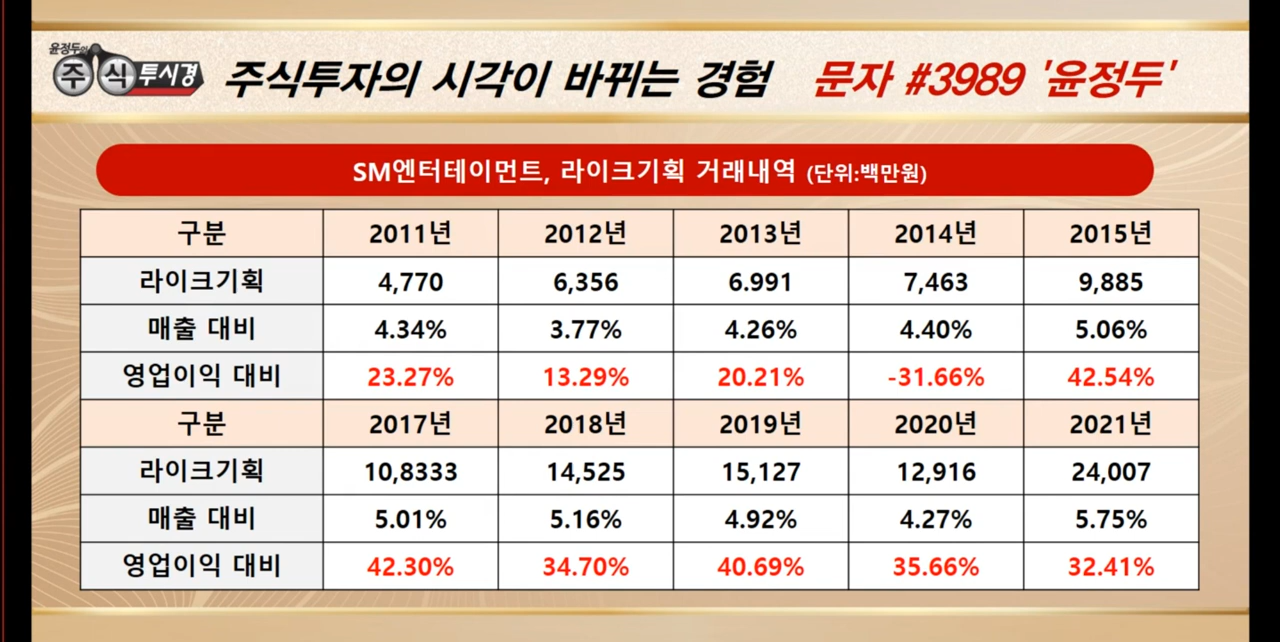 윤정두의
주식투시경
주식투자의 시각이 바뀌는 경험 문자 #3989 '윤정두'
SM엔터테이먼트, 라이크기획 거래내역 (단위:백만원)
구분 2011년 2012년 2013년 2014년 2015년
라이크기획 4,770 6,356 6.991 7,463 9,885
매출 대비 4.34% 3.77% 4.26% 4.40% 5.06%
영업이익 대비 23.27% 13.29% 20.21% -31.66% 42.54%
구분 2017년 2018년 2019년 2020년 2021년
라이크기획 10,8333 14,525 15,127 12,916 24,007
매출 대비 5.01% 5.16% 4.92% 4.27% 5.75%
영업이익 대비 42.30% 34.70% 40.69% 35.66% 32.41%